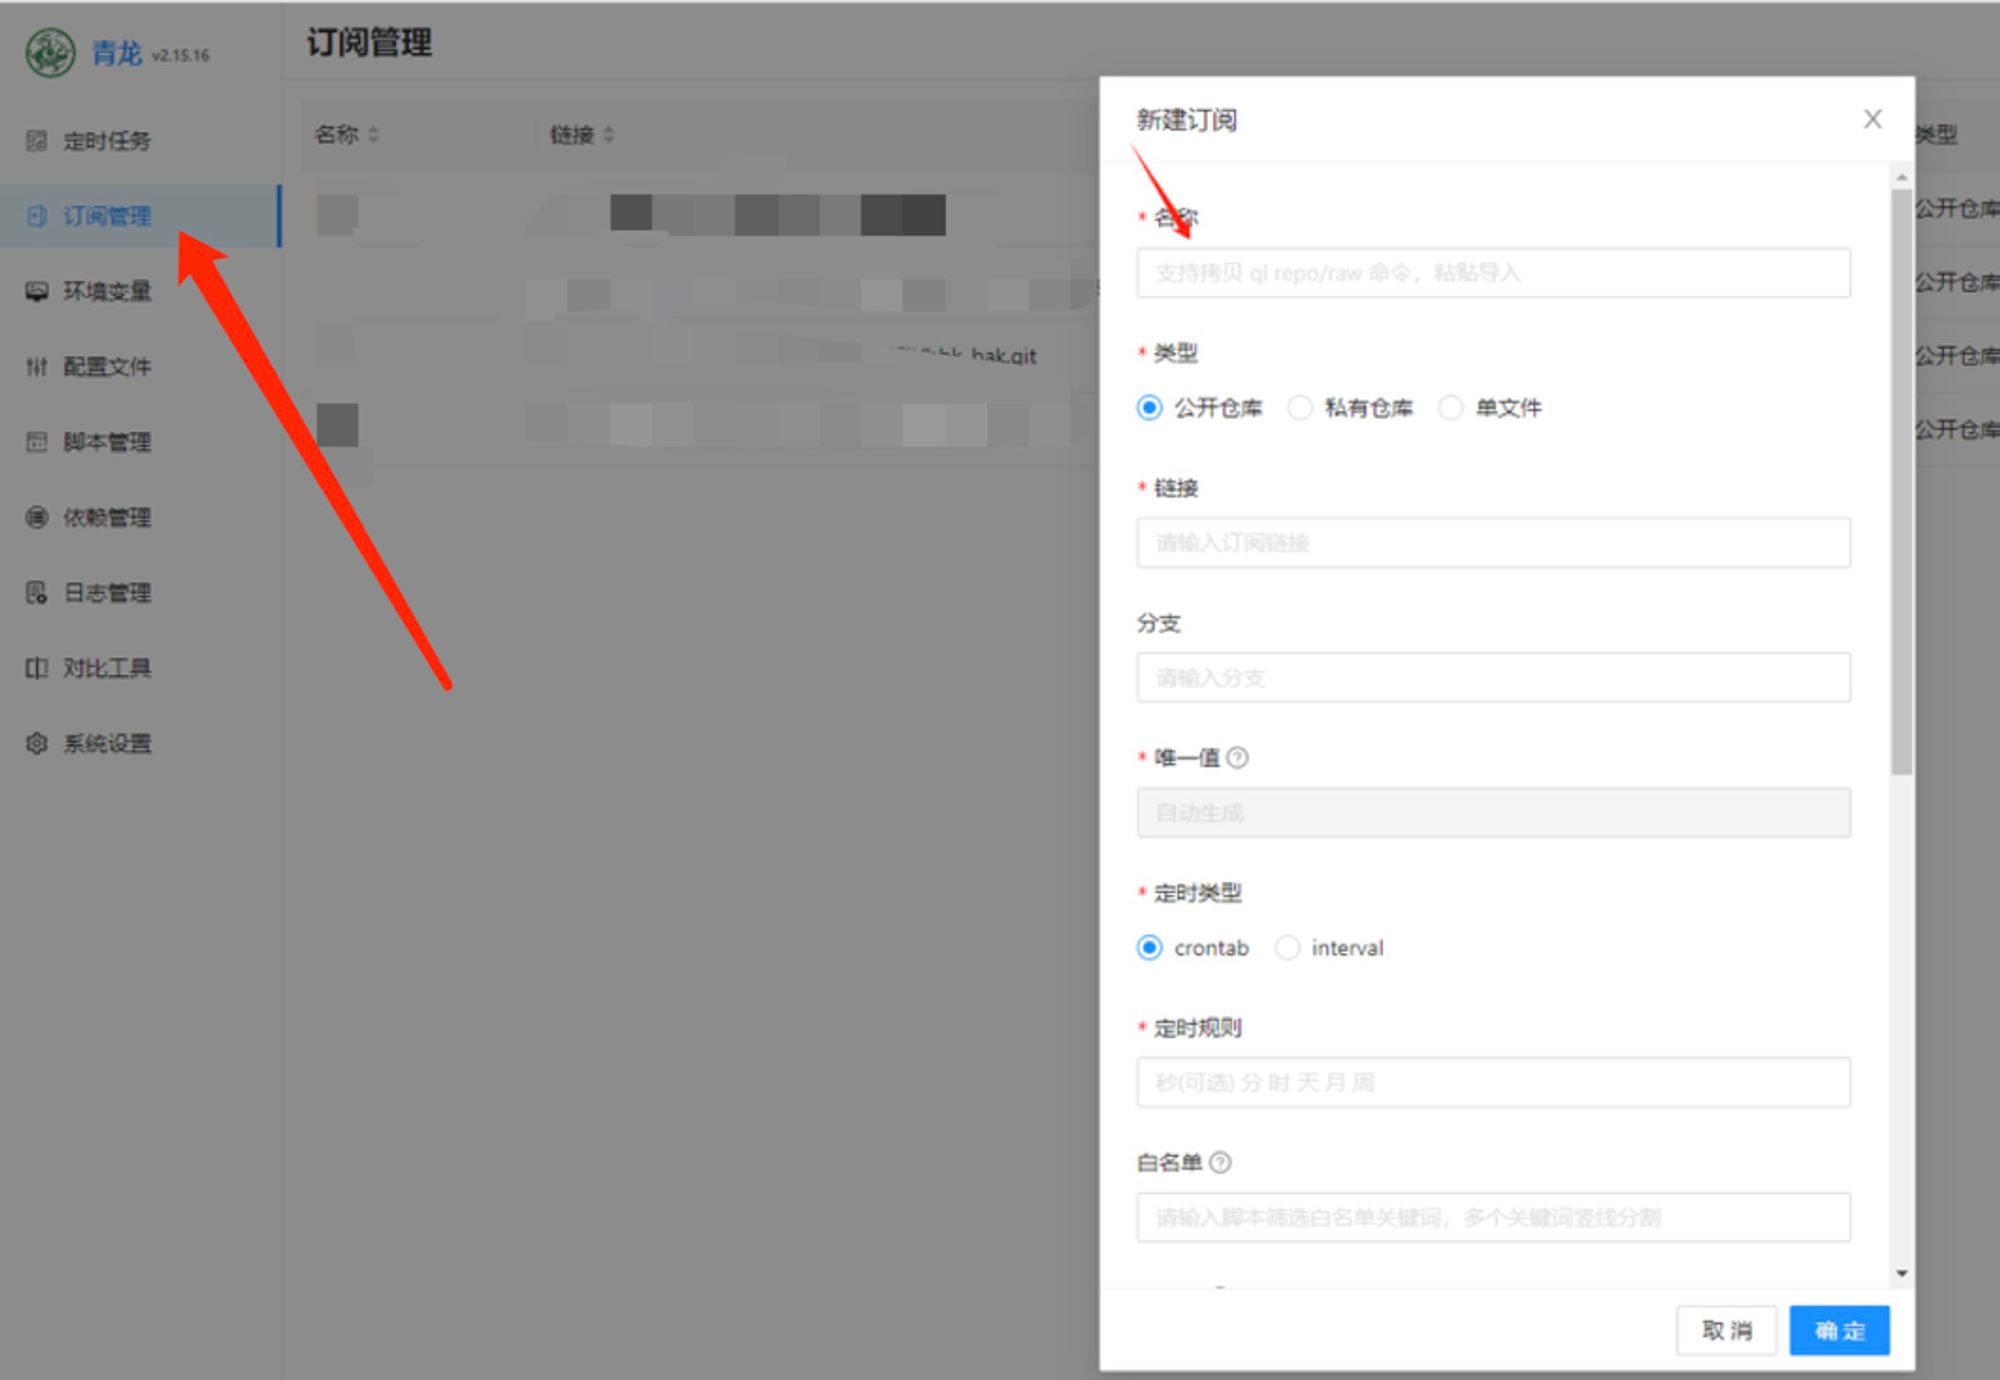 青龙 v2.15.16
定时任务
订阅管理
环境变量
配置文件
脚本管理
依赖管理
日志管理
对比工具
系统设置
订阅管理
名称 链接 类型
公开仓库
公开仓库
bak.git 公开仓库
公开仓库
新建订阅
* 名称
支持拷贝 ql repo/raw 命令，粘贴导入
* 类型
公开仓库 私有仓库 单文件
* 链接
请输入订阅链接
分支
请输入分支
* 唯一值
自动生成
* 定时类型
crontab interval
* 定时规则
秒(可选) 分 时 天 月 周
白名单
请输入脚本筛选白名单关键词，多个关键词竖线分割
取消 确定